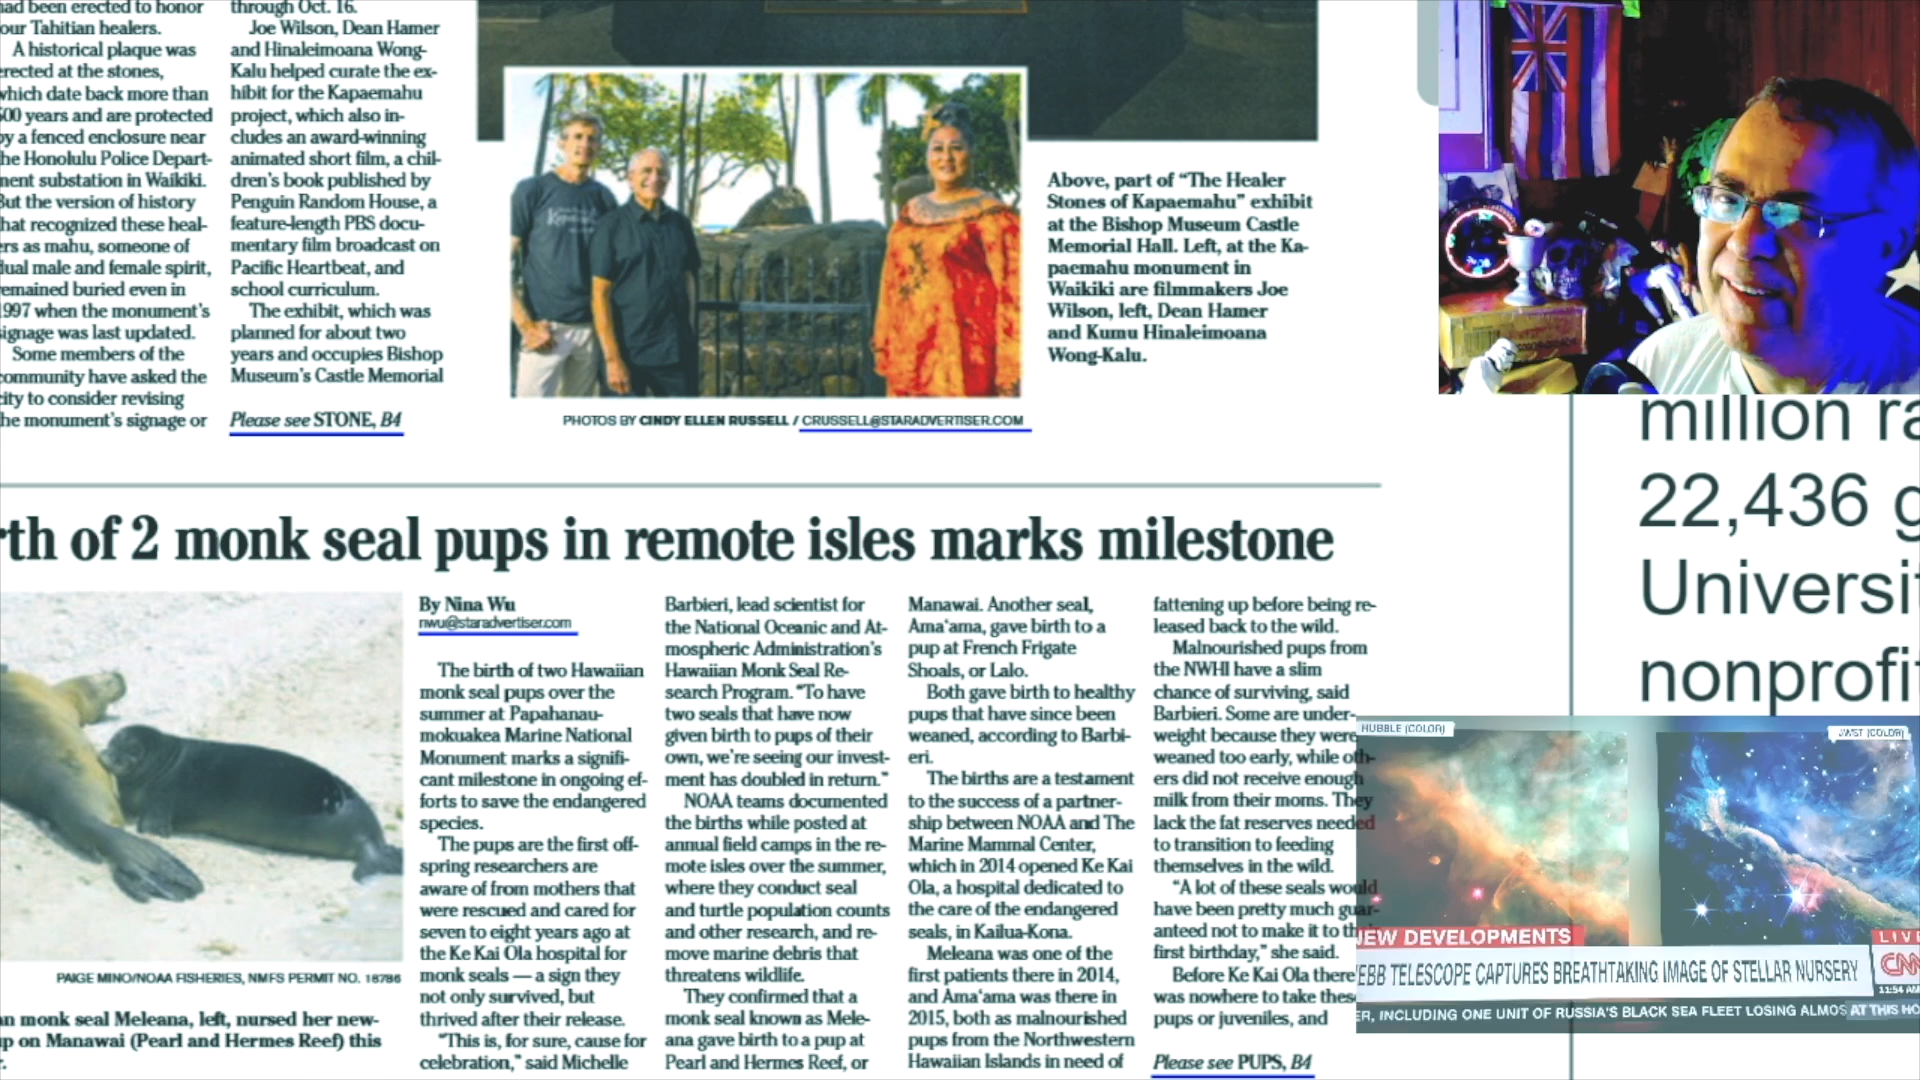 had been erected to honor
our Tahitian healers.
A historical plaque was
erected at the stones,
which date back more than
500 years and are protected
by a fenced enclosure near
the Honolulu Police Depart-
ment substation in Waikiki.
But the version of history
that recognized these heal-
ers as mahu, someone of
dual male and female spirit,
remained buried even in
1997 when the monument's
signage was last updated.
Some members of the
community have asked the
city to consider revising
the monument's signage or
through Oct. 16.
Joe Wilson, Dean Hamer
and Hinaleimoana Wong-
Kalu helped curate the ex-
hibit for the Kapaemahu
project, which also in-
cludes an award-winning
animated short film, a chil-
dren's book published by
Penguin Random House, a
feature-length PBS docu-
mentary film broadcast on
Pacific Heartbeat, and
school curriculum.
The exhibit, which was
planned for about two
years and occupies Bishop
Museum's Castle Memorial
Please see STONE, B4
PHOTOS BY CINDY ELLEN RUSSELL / CRUSSELL@STARADVERTISER.COM
Above, part of “The Healer
Stones of Kapaemahu” exhibit
at the Bishop Museum Castle
Memorial Hall. Left, at the Ka-
paemahu monument in
Waikiki are filmmakers Joe
Wilson, left, Dean Hamer
and Kumu Hinaleimoana
Wong-Kalu.
rth of 2 monk seal pups in remote isles marks milestone
PAIGE MINO/NOAA FISHERIES, NMFS PERMIT NO. 18786
an monk seal Meleana, left, nursed her new-
up on Manawai (Pearl and Hermes Reef) this
r.
By Nina Wu
nwu@staradvertiser.com
The birth of two Hawaiian
monk seal pups over the
summer at Papahanau-
mokuakea Marine National
Monument marks a signifi-
cant milestone in ongoing ef-
forts to save the endangered
species.
The pups are the first off-
spring researchers are
aware of from mothers that
were rescued and cared for
seven to eight years ago at
the Ke Kai Ola hospital for
monk seals — a sign they
not only survived, but
thrived after their release.
“This is, for sure, cause for
celebration,” said Michelle
Barbieri, lead scientist for
the National Oceanic and At-
mospheric Administration's
Hawaiian Monk Seal Re-
search Program. “To have
two seals that have now
given birth to pups of their
own, we're seeing our invest-
ment has doubled in return.”
NOAA teams documented
the births while posted at
annual field camps in the re-
mote isles over the summer,
where they conduct seal
and turtle population counts
and other research, and re-
move marine debris that
threatens wildlife.
They confirmed that a
monk seal known as Mele-
ana gave birth to a pup at
Pearl and Hermes Reef, or
Manawai. Another seal,
Ama‘ama, gave birth to a
pup at French Frigate
Shoals, or Lalo.
Both gave birth to healthy
pups that have since been
weaned, according to Barbi-
eri.
The births are a testament
to the success of a partner-
ship between NOAA and The
Marine Mammal Center,
which in 2014 opened Ke Kai
Ola, a hospital dedicated to
the care of the endangered
seals, in Kailua-Kona.
Meleana was one of the
first patients there in 2014,
and Ama‘ama was there in
2015, both as malnourished
pups from the Northwestern
Hawaiian Islands in need of
fattening up before being re-
leased back to the wild.
Malnourished pups from
the NWHI have a slim
chance of surviving, said
Barbieri. Some are under-
weight because they were
weaned too early, while oth-
ers did not receive enough
milk from their moms. They
lack the fat reserves needed
to transition to feeding
themselves in the wild.
“A lot of these seals would
have been pretty much guar-
anteed not to make it to th
first birthday,” she said.
Before Ke Kai Ola there
was nowhere to take these
pups or juveniles, and
Please see PUPS, B4
million ra
22,436 g
Universit
nonprofi
HUBBLE (COLOR)
JWST (COLOR)
NEW DEVELOPMENTS
EBB TELESCOPE CAPTURES BREATHTAKING IMAGE OF STELLAR NURSERY
LIVE
CNN
11:54 AM
ER, INCLUDING ONE UNIT OF RUSSIA'S BLACK SEA FLEET LOSING ALMOS AT THIS HO